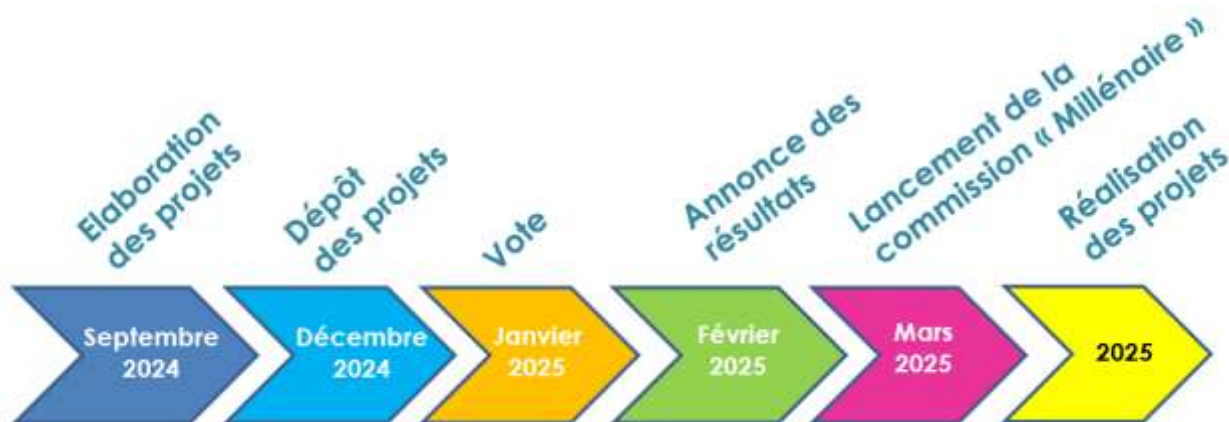 Elaboration
des projets
Dépôt
des projets
Vote
Annonce des
résultats
Lancement de la
commission « Millénaire »
Réalisation
des projets
Septembre
2024
Décembre
2024
Janvier
2025
Février
2025
Mars
2025
2025